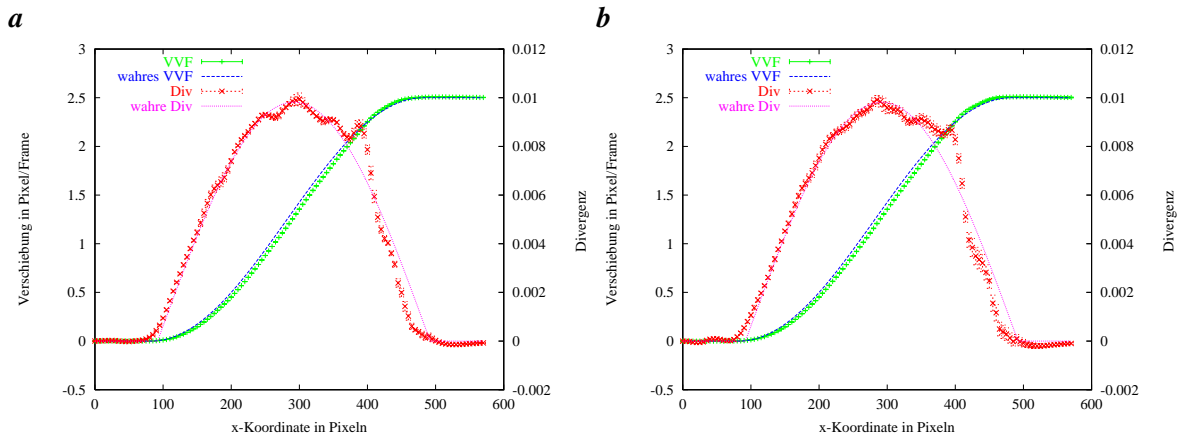 a
3
2.5
2
1.5
1
0.5
0
-0.5
0.012
0.01
0.008
0.006
0.004
0.002
0
-0.002
0 100 200 300 400 500 600
Verschiebung in Pixel/Frame
Divergenz
x-Koordinate in Pixeln
VVF
wahres VVF
Div
wahre Div
b
3
2.5
2
1.5
1
0.5
0
-0.5
0.012
0.01
0.008
0.006
0.004
0.002
0
-0.002
0 100 200 300 400 500 600
Verschiebung in Pixel/Frame
Divergenz
x-Koordinate in Pixeln
VVF
wahres VVF
Div
wahre Div